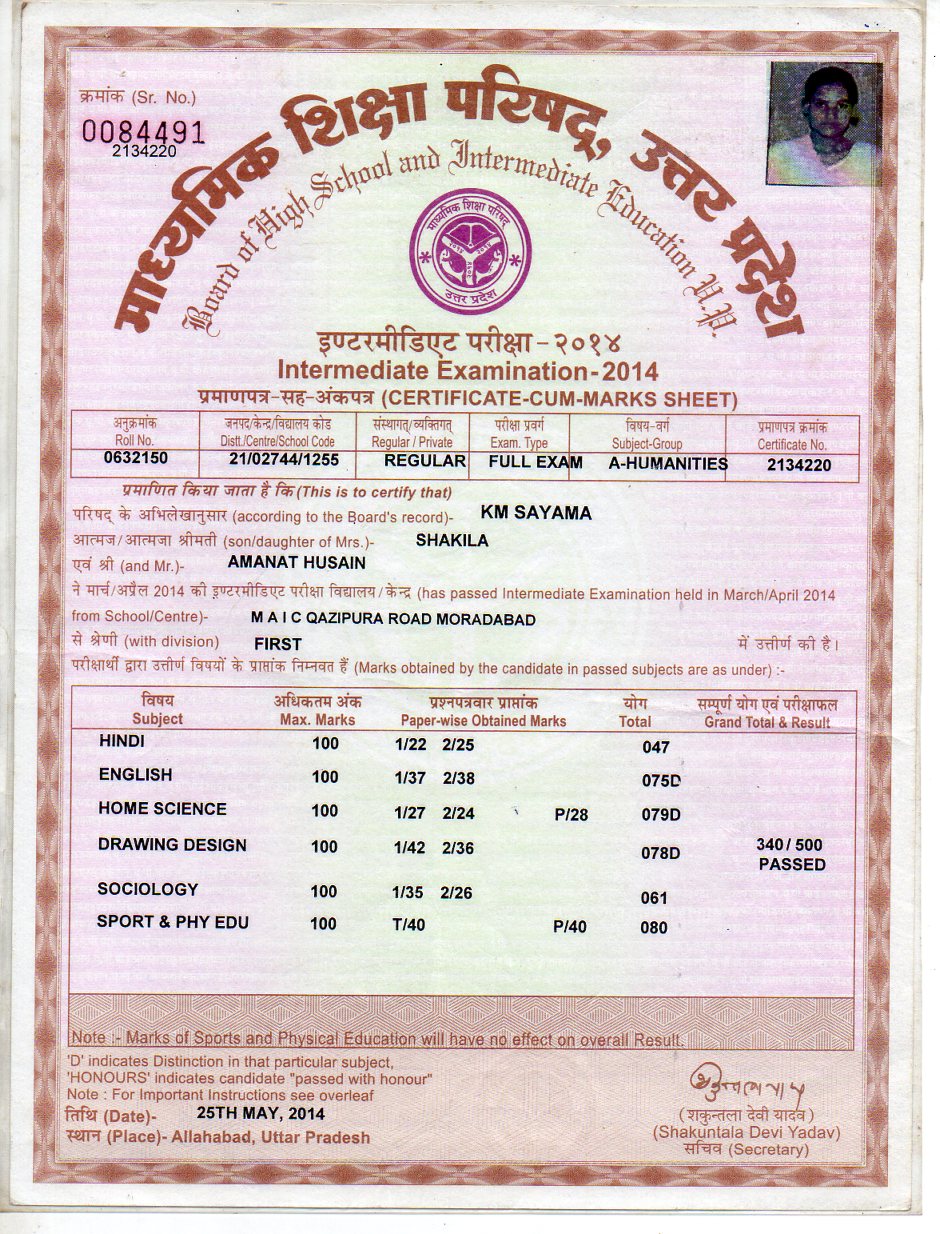 क्रमांक (Sr. No.)
0084491
2134220
माध्यमिक शिक्षा परिषद्, उत्तर प्रदेश
Board of High School and Intermediate Education U.P.
माध्यमिक शिक्षा परिषद्
उत्तर प्रदेश
इण्टरमीडिएट परीक्षा - २०१४
Intermediate Examination - 2014
प्रमाणपत्र-सह-अंकपत्र (CERTIFICATE-CUM-MARKS SHEET)
अनुक्रमांक जनपद/केन्द्र/विद्यालय कोड संस्थागत्/व्यक्तिगत् परीक्षा प्रवर्ग विषय-वर्ग प्रमाणपत्र क्रमांक
Roll No. Distt./Centre/School Code Regular / Private Exam. Type Subject-Group Certificate No.
0632150 21/02744/1255 REGULAR FULL EXAM A-HUMANITIES 2134220
प्रमाणित किया जाता है कि (This is to certify that)
परिषद् के अभिलेखानुसार (according to the Board's record)- KM SAYAMA
आत्मज/आत्मजा श्रीमती (son/daughter of Mrs.)- SHAKILA
एवं श्री (and Mr.)- AMANAT HUSAIN
ने मार्च/अप्रैल 2014 की इण्टरमीडिएट परीक्षा विद्यालय/केन्द्र (has passed Intermediate Examination held in March/April 2014
from School/Centre)- M A I C QAZIPURA ROAD MORADABAD
से श्रेणी (with division) FIRST में उत्तीर्ण की है।
परीक्षार्थी द्वारा उत्तीर्ण विषयों के प्राप्तांक निम्नवत हैं (Marks obtained by the candidate in passed subjects are as under) :-
विषय अधिकतम अंक प्रश्नपत्रवार प्राप्तांक योग सम्पूर्ण योग एवं परीक्षाफल
Subject Max. Marks Paper-wise Obtained Marks Total Grand Total & Result
HINDI 100 1/22 2/25 047
ENGLISH 100 1/37 2/38 075D
HOME SCIENCE 100 1/27 2/24 P/28 079D
DRAWING DESIGN 100 1/42 2/36 078D 340 / 500
PASSED
SOCIOLOGY 100 1/35 2/26 061
SPORT & PHY EDU 100 T/40 P/40 080
Note :- Marks of Sports and Physical Education will have no effect on overall Result.
'D' indicates Distinction in that particular subject,
'HONOURS' indicates candidate "passed with honour"
Note : For Important Instructions see overleaf
तिथि (Date)- 25TH MAY, 2014
स्थान (Place)- Allahabad, Uttar Pradesh
(शकुन्तला देवी यादव)
(Shakuntala Devi Yadav)
सचिव (Secretary)